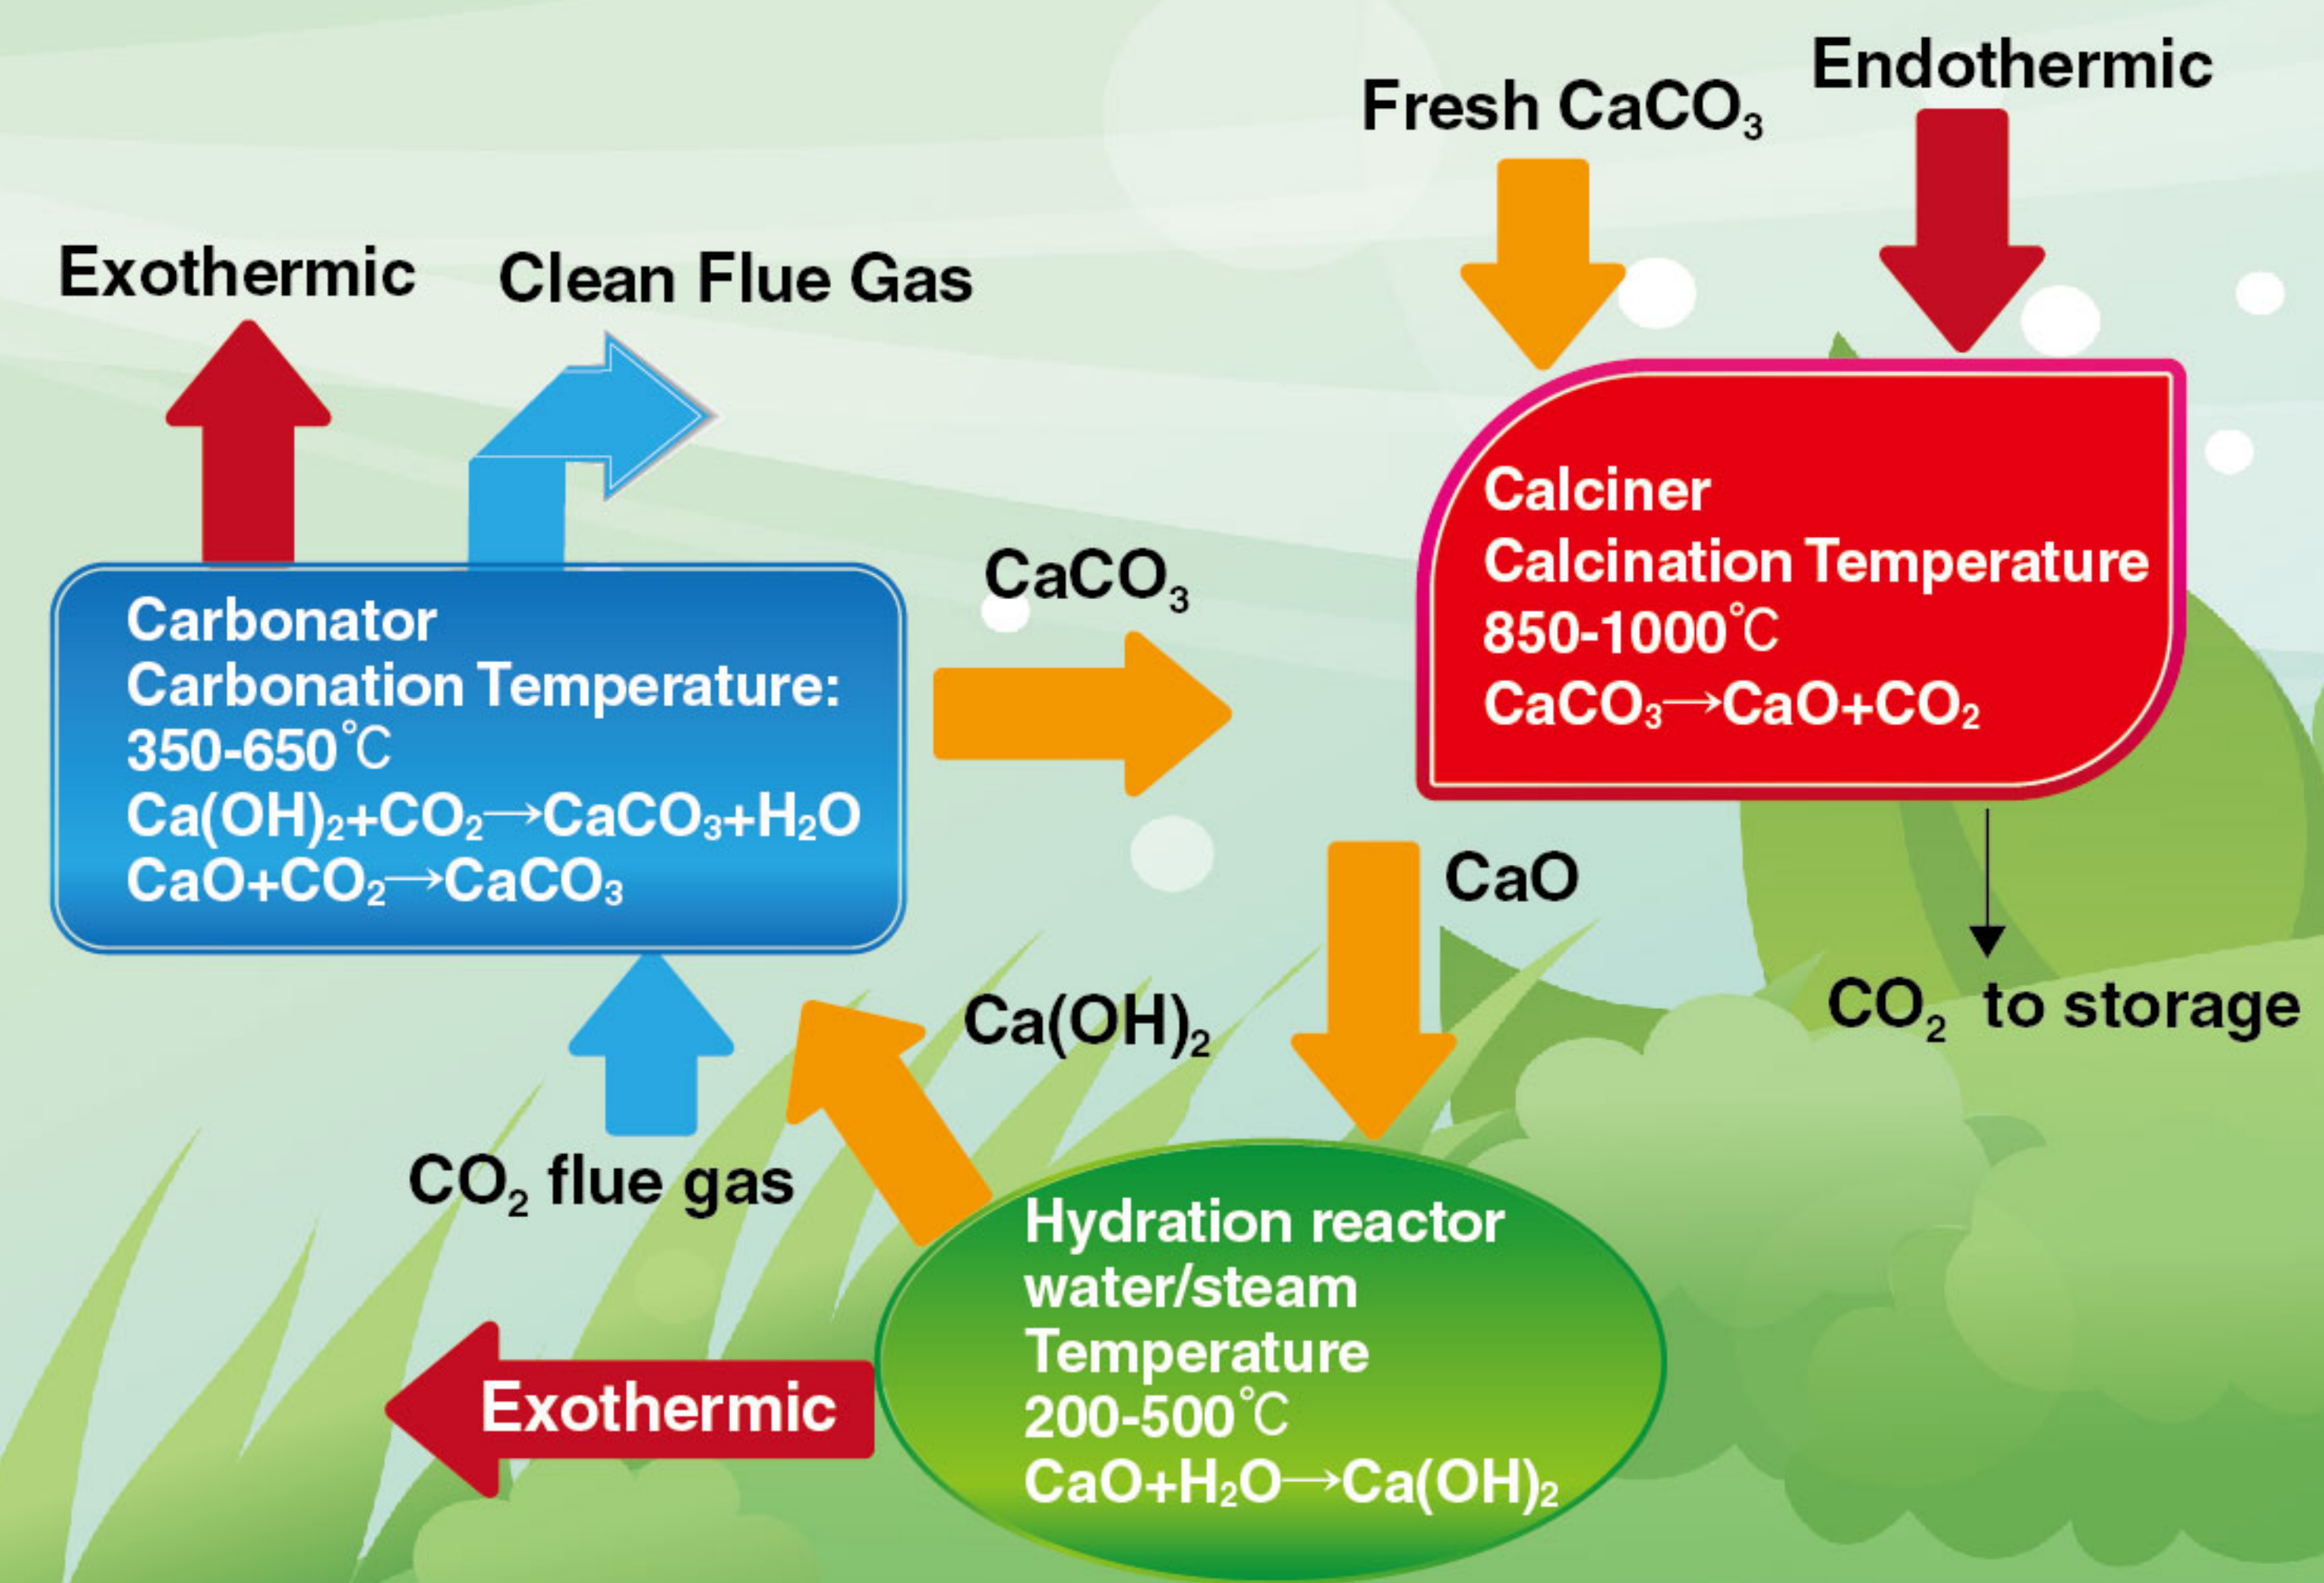 Fresh CaCO₃
Endothermic
Exothermic
Clean Flue Gas
Calciner
Calcination Temperature
850-1000℃
CaCO₃→CaO+CO₂
CaCO₃
Carbonator
Carbonation Temperature:
350-650℃
Ca(OH)₂+CO₂→CaCO₃+H₂O
CaO+CO₂→CaCO₃
CaO
CO₂ to storage
Ca(OH)₂
CO₂ flue gas
Hydration reactor
water/steam
Temperature
200-500℃
CaO+H₂O→Ca(OH)₂
Exothermic